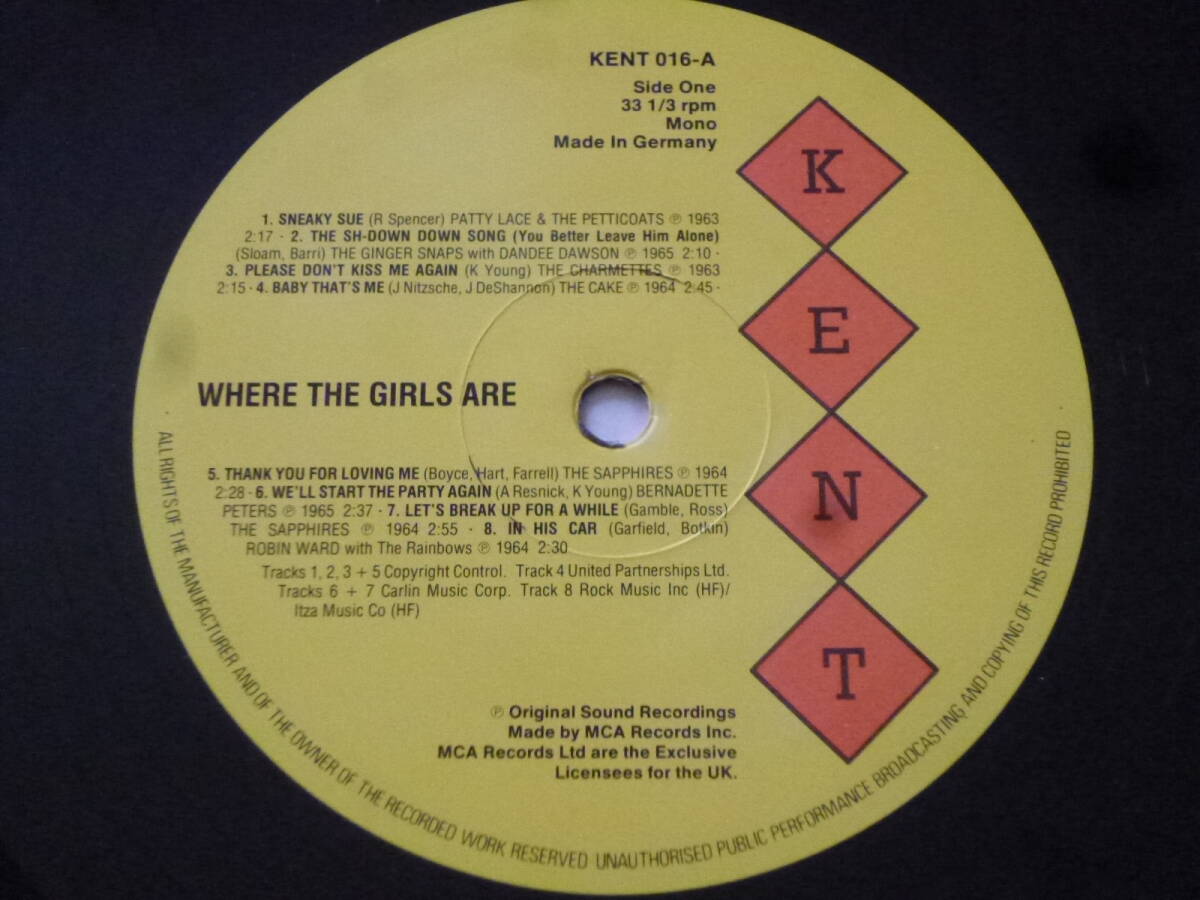 KENT 016-A
Side One
33 1/3 rpm
Mono
Made In Germany
K
E
N
T
1. SNEAKY SUE (R Spencer) PATTY LACE & THE PETTICOATS ℗ 1963
2:17 · 2. THE SH-DOWN DOWN SONG (You Better Leave Him Alone)
(Sloam, Barri) THE GINGER SNAPS with DANDEE DAWSON ℗ 1965 2:10 ·
3. PLEASE DON'T KISS ME AGAIN (K Young) THE CHARMETTES ℗ 1963
2:15 · 4. BABY THAT'S ME (J Nitzsche, J DeShannon) THE CAKE ℗ 1964 2:45 ·
WHERE THE GIRLS ARE
5. THANK YOU FOR LOVING ME (Boyce, Hart, Farrell) THE SAPPHIRES ℗ 1964
2:28 · 6. WE'LL START THE PARTY AGAIN (A Resnick, K Young) BERNADETTE
PETERS ℗ 1965 2:37 · 7. LET'S BREAK UP FOR A WHILE (Gamble, Ross)
THE SAPPHIRES ℗ 1964 2:55 · 8. IN HIS CAR (Garfield, Botkin)
ROBIN WARD with The Rainbows ℗ 1964 2:30
Tracks 1, 2, 3 + 5 Copyright Control. Track 4 United Partnerships Ltd.
Tracks 6 + 7 Carlin Music Corp. Track 8 Rock Music Inc (HF)/
Itza Music Co (HF)
℗ Original Sound Recordings
Made by MCA Records Inc.
MCA Records Ltd are the Exclusive
Licensees for the UK.
ALL RIGHTS OF THE MANUFACTURER AND OF THE OWNER OF THE RECORDED WORK RESERVED UNAUTHORISED PUBLIC PERFORMANCE BROADCASTING AND COPYING OF THIS RECORD PROHIBITED